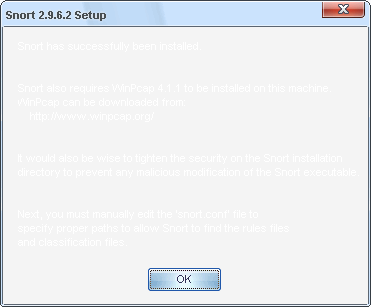 Snort 2.9.6.2 Setup
Snort has successfully been installed.
Snort also requires WinPcap 4.1.1 to be installed on this machine.
WinPcap can be downloaded from:
http://www.winpcap.org/
It would also be wise to tighten the security on the Snort installation
directory to prevent any malicious modification of the Snort executable.
Next, you must manually edit the 'snort.conf' file to
specify proper paths to allow Snort to find the rules files
and classification files.
OK